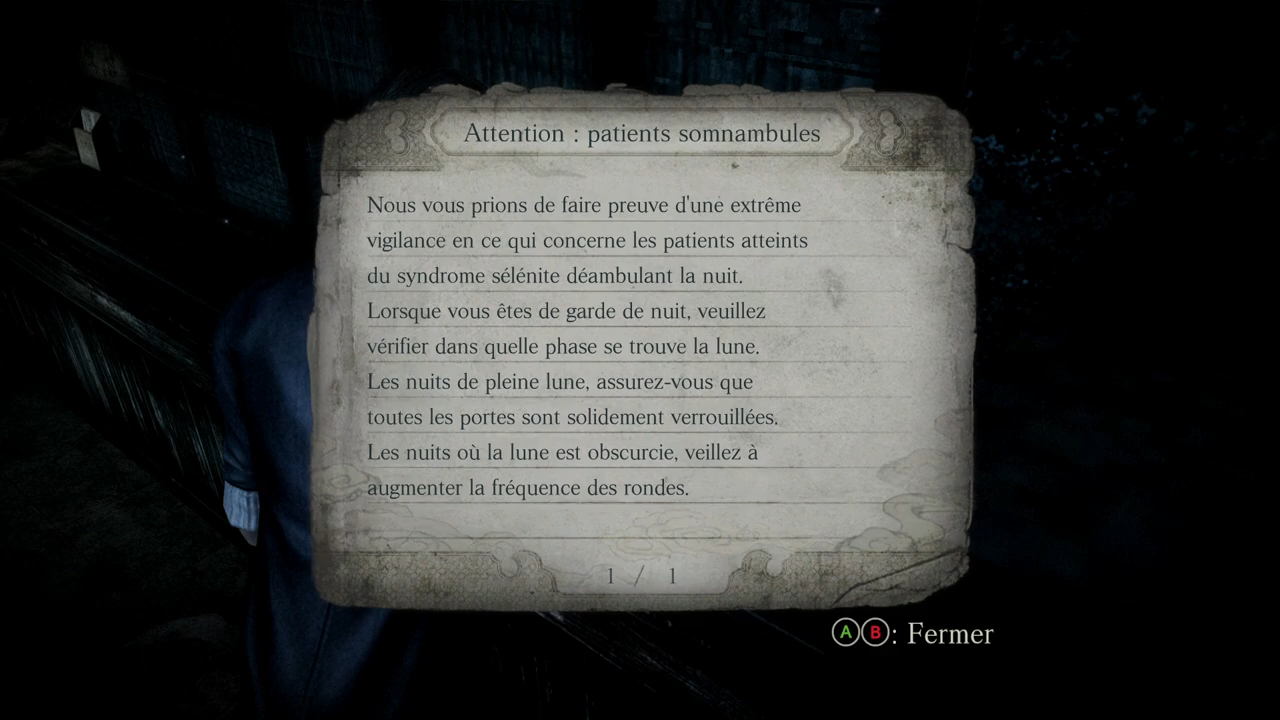 Attention : patients somnambules
Nous vous prions de faire preuve d'une extrême
vigilance en ce qui concerne les patients atteints
du syndrome sélénite déambulant la nuit.
Lorsque vous êtes de garde de nuit, veuillez
vérifier dans quelle phase se trouve la lune.
Les nuits de pleine lune, assurez-vous que
toutes les portes sont solidement verrouillées.
Les nuits où la lune est obscurcie, veillez à
augmenter la fréquence des rondes.
1 / 1
A B : Fermer